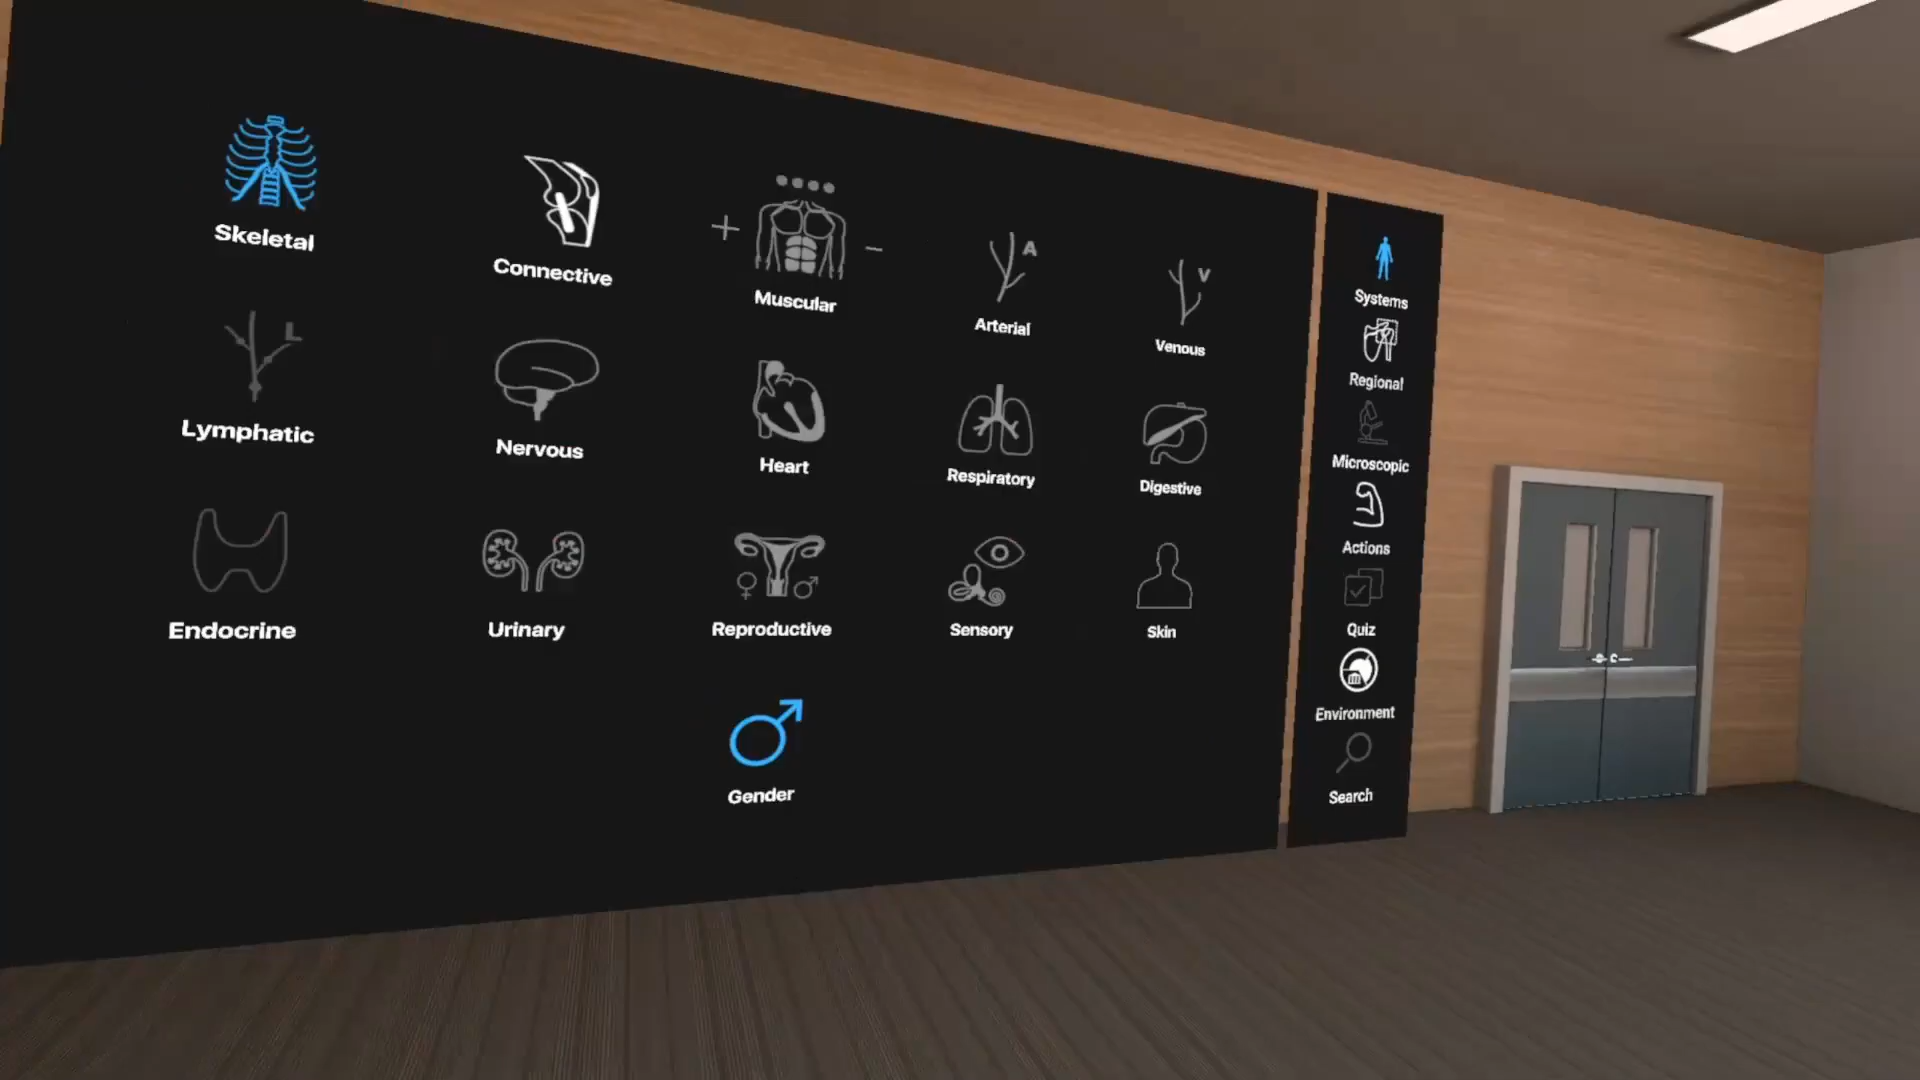 Skeletal
Connective
+
Muscular
-
A
Arterial
V
Venous
L
Lymphatic
Nervous
Heart
Respiratory
Digestive
Endocrine
Urinary
Reproductive
Sensory
Skin
Gender
Systems
Regional
Microscopic
Actions
Quiz
Environment
Search